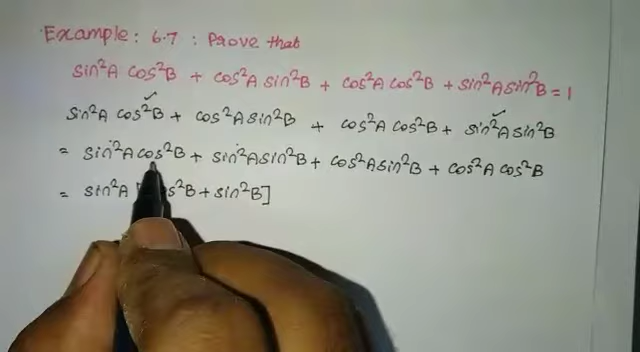 Example: 6.7 : Prove that
sin²A cos²B + cos²A sin²B + cos²A cos²B + sin²A sin²B = 1
sin²A cos²B + cos²A sin²B + cos²A cos²B + sin²A sin²B
= sin²A cos²B + sin²A sin²B + cos²A sin²B + cos²A cos²B
= sin²A [ s²B + sin²B]